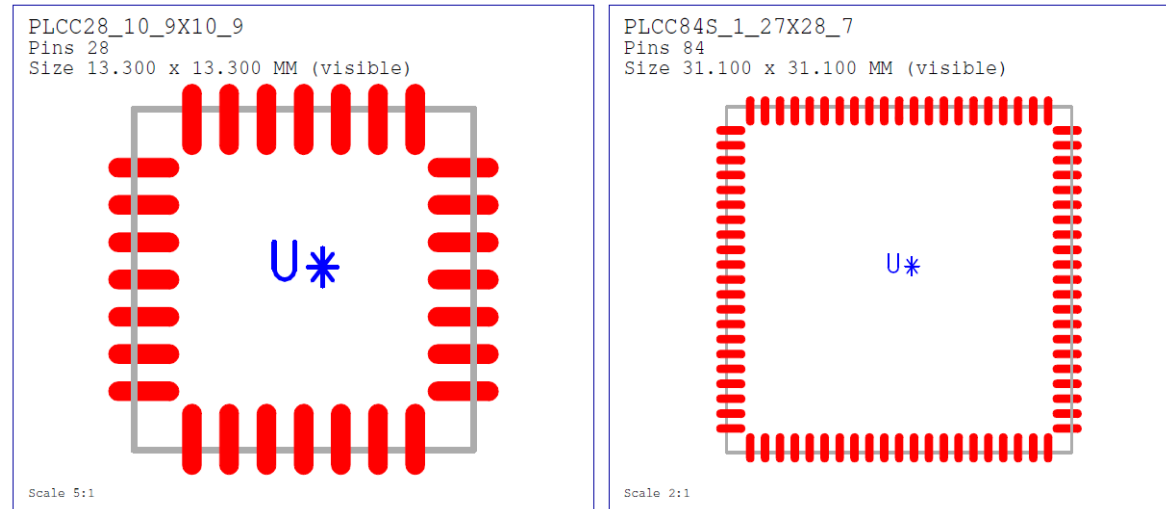 PLCC28_10_9X10_9
Pins 28
Size 13.300 x 13.300 MM (visible)
U*
Scale 5:1
PLCC84S_1_27X28_7
Pins 84
Size 31.100 x 31.100 MM (visible)
U*
Scale 2:1